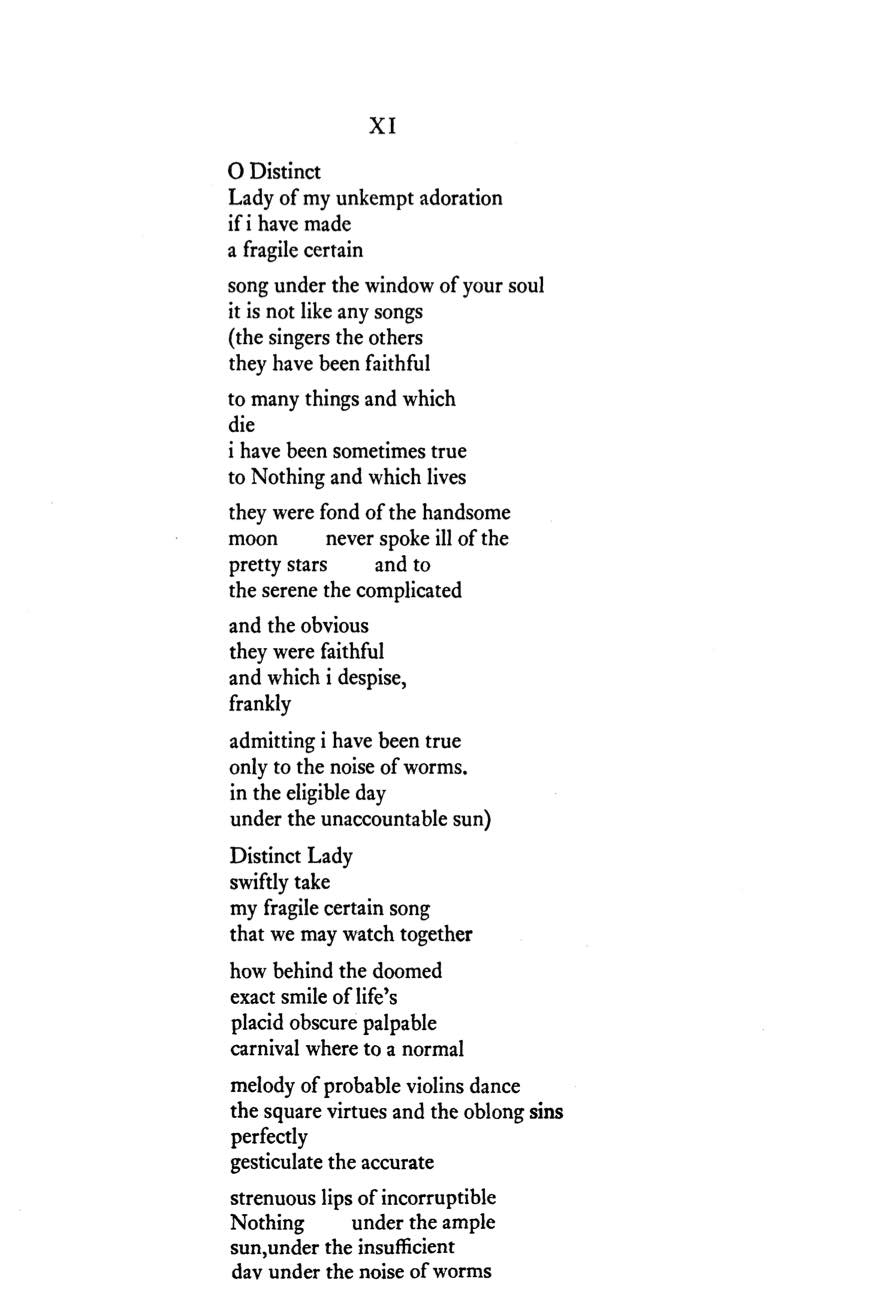 XI
O Distinct
Lady of my unkempt adoration
if i have made
a fragile certain
song under the window of your soul
it is not like any songs
(the singers the others
they have been faithful
to many things and which
die
i have been sometimes true
to Nothing and which lives
they were fond of the handsome
moon never spoke ill of the
pretty stars and to
the serene the complicated
and the obvious
they were faithful
and which i despise,
frankly
admitting i have been true
only to the noise of worms.
in the eligible day
under the unaccountable sun)
Distinct Lady
swiftly take
my fragile certain song
that we may watch together
how behind the doomed
exact smile of life's
placid obscure palpable
carnival where to a normal
melody of probable violins dance
the square virtues and the oblong sins
perfectly
gesticulate the accurate
strenuous lips of incorruptible
Nothing under the ample
sun,under the insufficient
day under the noise of worms